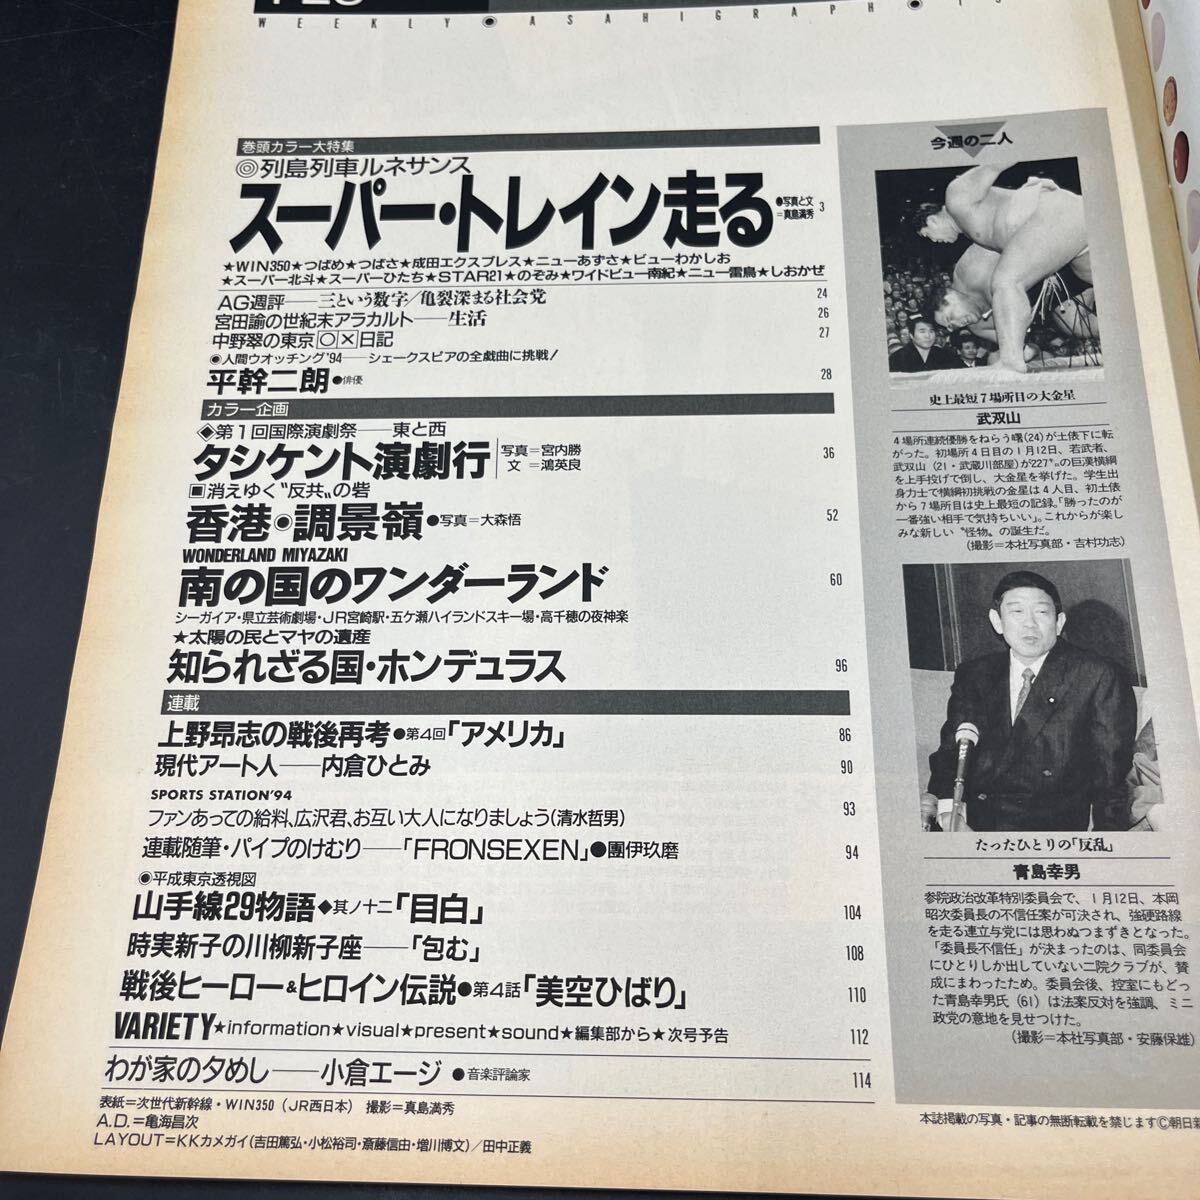 WEEKLY ◉ ASAHIGRAPH ◉
巻頭カラー大特集
◎列島列車ルネサンス
スーパー・トレイン走る ●写真と文=真島満秀 3
★WIN350★つばめ★つばさ★成田エクスプレス★ニューあずさ★ビューわかしお
★スーパー北斗★スーパーひたち★STAR21★のぞみ★ワイドビュー南紀★ニュー雷鳥★しおかぜ
AG週評──三という数字/亀裂深まる社会党 24
宮田諭の世紀末アラカルト──生活 26
中野翠の東京○×日記 27
◉人間ウオッチング'94──シェークスピアの全戯曲に挑戦!
平幹二朗●俳優 28
カラー企画
◈第1回国際演劇祭──東と西
タシケント演劇行 写真=宮内勝 36
文=鴻英良
▣消えゆく“反共”の砦
香港◉調景嶺●写真=大森悟 52
WONDERLAND MIYAZAKI
南の国のワンダーランド 60
シーガイア・県立芸術劇場・JR宮崎駅・五ケ瀬ハイランドスキー場・高千穂の夜神楽
★太陽の民とマヤの遺産
知られざる国・ホンデュラス 96
連載
上野昂志の戦後再考●第4回「アメリカ」 86
現代アート人──内倉ひとみ 90
SPORTS STATION'94
ファンあっての給料、広沢君、お互い大人になりましょう(清水哲男) 93
連載随筆・パイプのけむり──「FRONSEXEN」●團伊玖磨 94
◉平成東京透視図
山手線29物語◆其ノ十二「目白」 104
時実新子の川柳新子座──「包む」 108
戦後ヒーロー&ヒロイン伝説●第4話「美空ひばり」 110
VARIETY★information★visual★present★sound★編集部から★次号予告 112
わが家の夕めし──小倉エージ ●音楽評論家 114
表紙=次世代新幹線・WIN350(JR西日本) 撮影=真島満秀
A.D.=亀海昌次
LAYOUT=KKカメガイ(吉田篤弘・小松裕司・斎藤信由・増川博文)/田中正義
今週の二人
史上最短7場所目の大金星
武双山
4場所連続優勝をねらう曙(24)が土俵下に転
がった。初場所4日目の1月12日、若武者、
武双山(21・武蔵川部屋)が227㌔の巨漢横綱
を上手投げで倒し、大金星を挙げた。学生出
身力士で横綱初挑戦の金星は4人目、初土俵
から7場所目は史上最短の記録。「勝ったのが
一番強い相手で気持ちいい」。これからが楽し
みな新しい“怪物”の誕生だ。
(撮影=本社写真部・吉村功志)
たったひとりの「反乱」
青島幸男
参院政治改革特別委員会で、1月12日、本岡
昭次委員長の不信任案が可決され、強硬路線
を走る連立与党には思わぬつまずきとなった。
「委員長不信任」が決まったのは、同委員会
にひとりしか出していない二院クラブが、賛
成にまわったため。委員会後、控室にもどっ
た青島幸男氏(61)は法案反対を強調、ミニ
政党の意地を見せつけた。
(撮影=本社写真部・安藤保雄)
本誌掲載の写真・記事の無断転載を禁じますⒸ朝日新